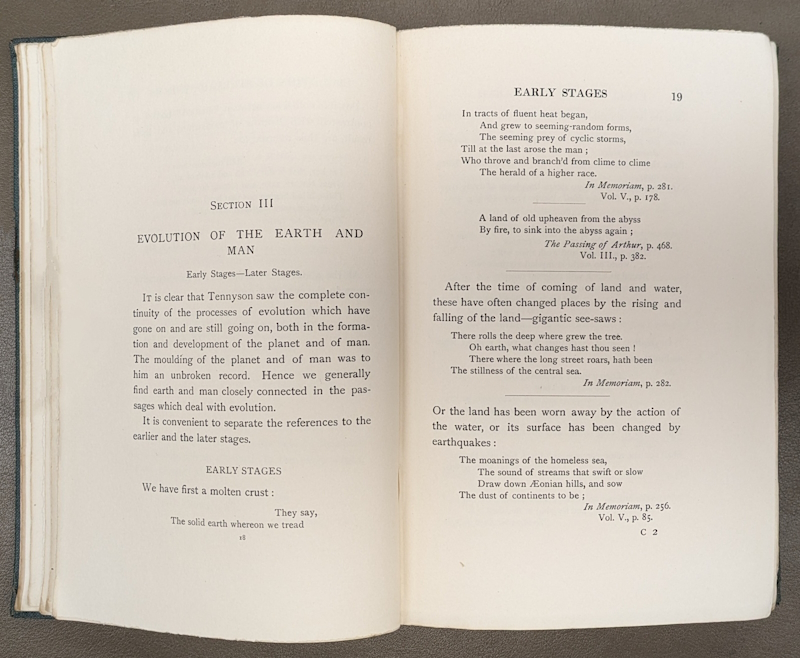 SECTION III
EVOLUTION OF THE EARTH AND
MAN
Early Stages—Later Stages.
IT is clear that Tennyson saw the complete con-
tinuity of the processes of evolution which have
gone on and are still going on, both in the forma-
tion and development of the planet and of man.
The moulding of the planet and of man was to
him an unbroken record. Hence we generally
find earth and man closely connected in the pas-
sages which deal with evolution.
It is convenient to separate the references to the
earlier and the later stages.
EARLY STAGES
We have first a molten crust :
They say,
The solid earth whereon we tread
18
EARLY STAGES 19
In tracts of fluent heat began,
And grew to seeming-random forms,
The seeming prey of cyclic storms,
Till at the last arose the man ;
Who throve and branch'd from clime to clime
The herald of a higher race.
In Memoriam, p. 281.
Vol. V., p. 178.
A land of old upheaven from the abyss
By fire, to sink into the abyss again ;
The Passing of Arthur, p. 468.
Vol. III., p. 382.
After the time of coming of land and water,
these have often changed places by the rising and
falling of the land—gigantic see-saws :
There rolls the deep where grew the tree.
Oh earth, what changes hast thou seen !
There where the long street roars, hath been
The stillness of the central sea.
In Memoriam, p. 282.
Or the land has been worn away by the action of
the water, or its surface has been changed by
earthquakes :
The moanings of the homeless sea,
The sound of streams that swift or slow
Draw down Æonian hills, and sow
The dust of continents to be ;
In Memoriam, p. 256.
Vol. V., p. 85.
C 2